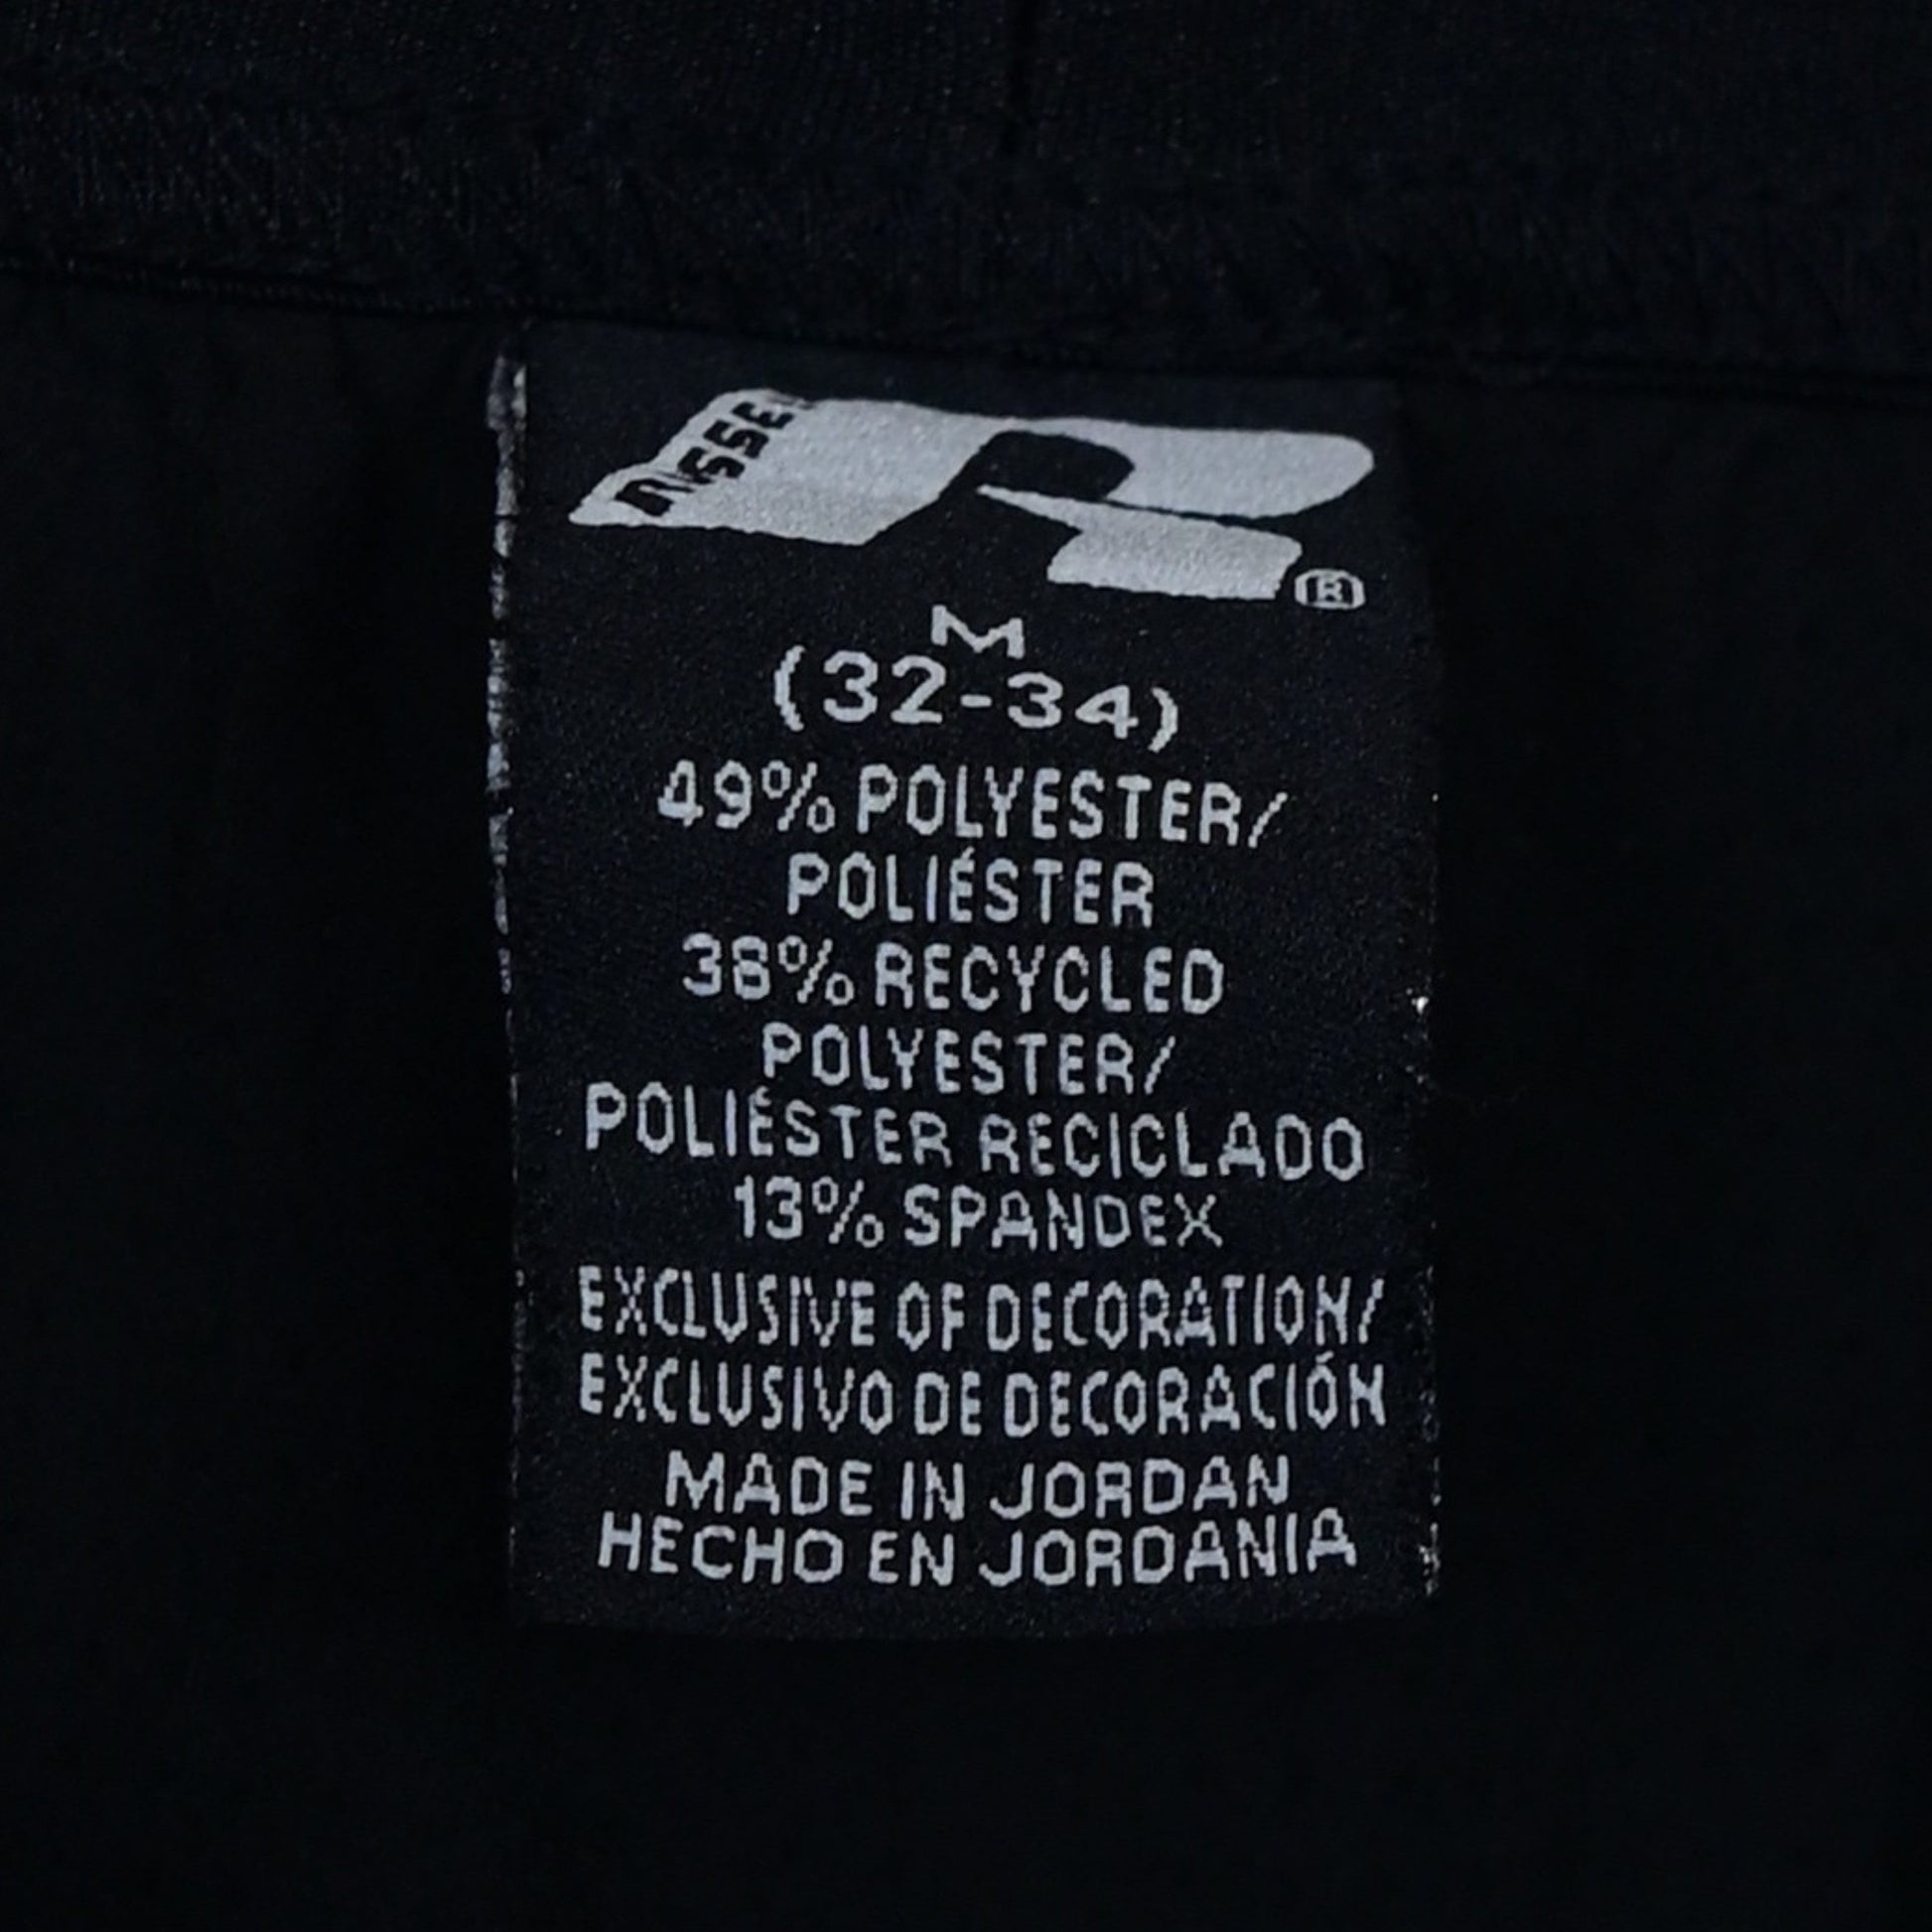 M
(32-34)
49% POLYESTER/
POLIÉSTER
38% RECYCLED
POLYESTER/
POLIÉSTER RECICLADO
13% SPANDEX
EXCLUSIVE OF DECORATION/
EXCLUSIVO DE DECORACIÓN
MADE IN JORDAN
HECHO EN JORDANIA